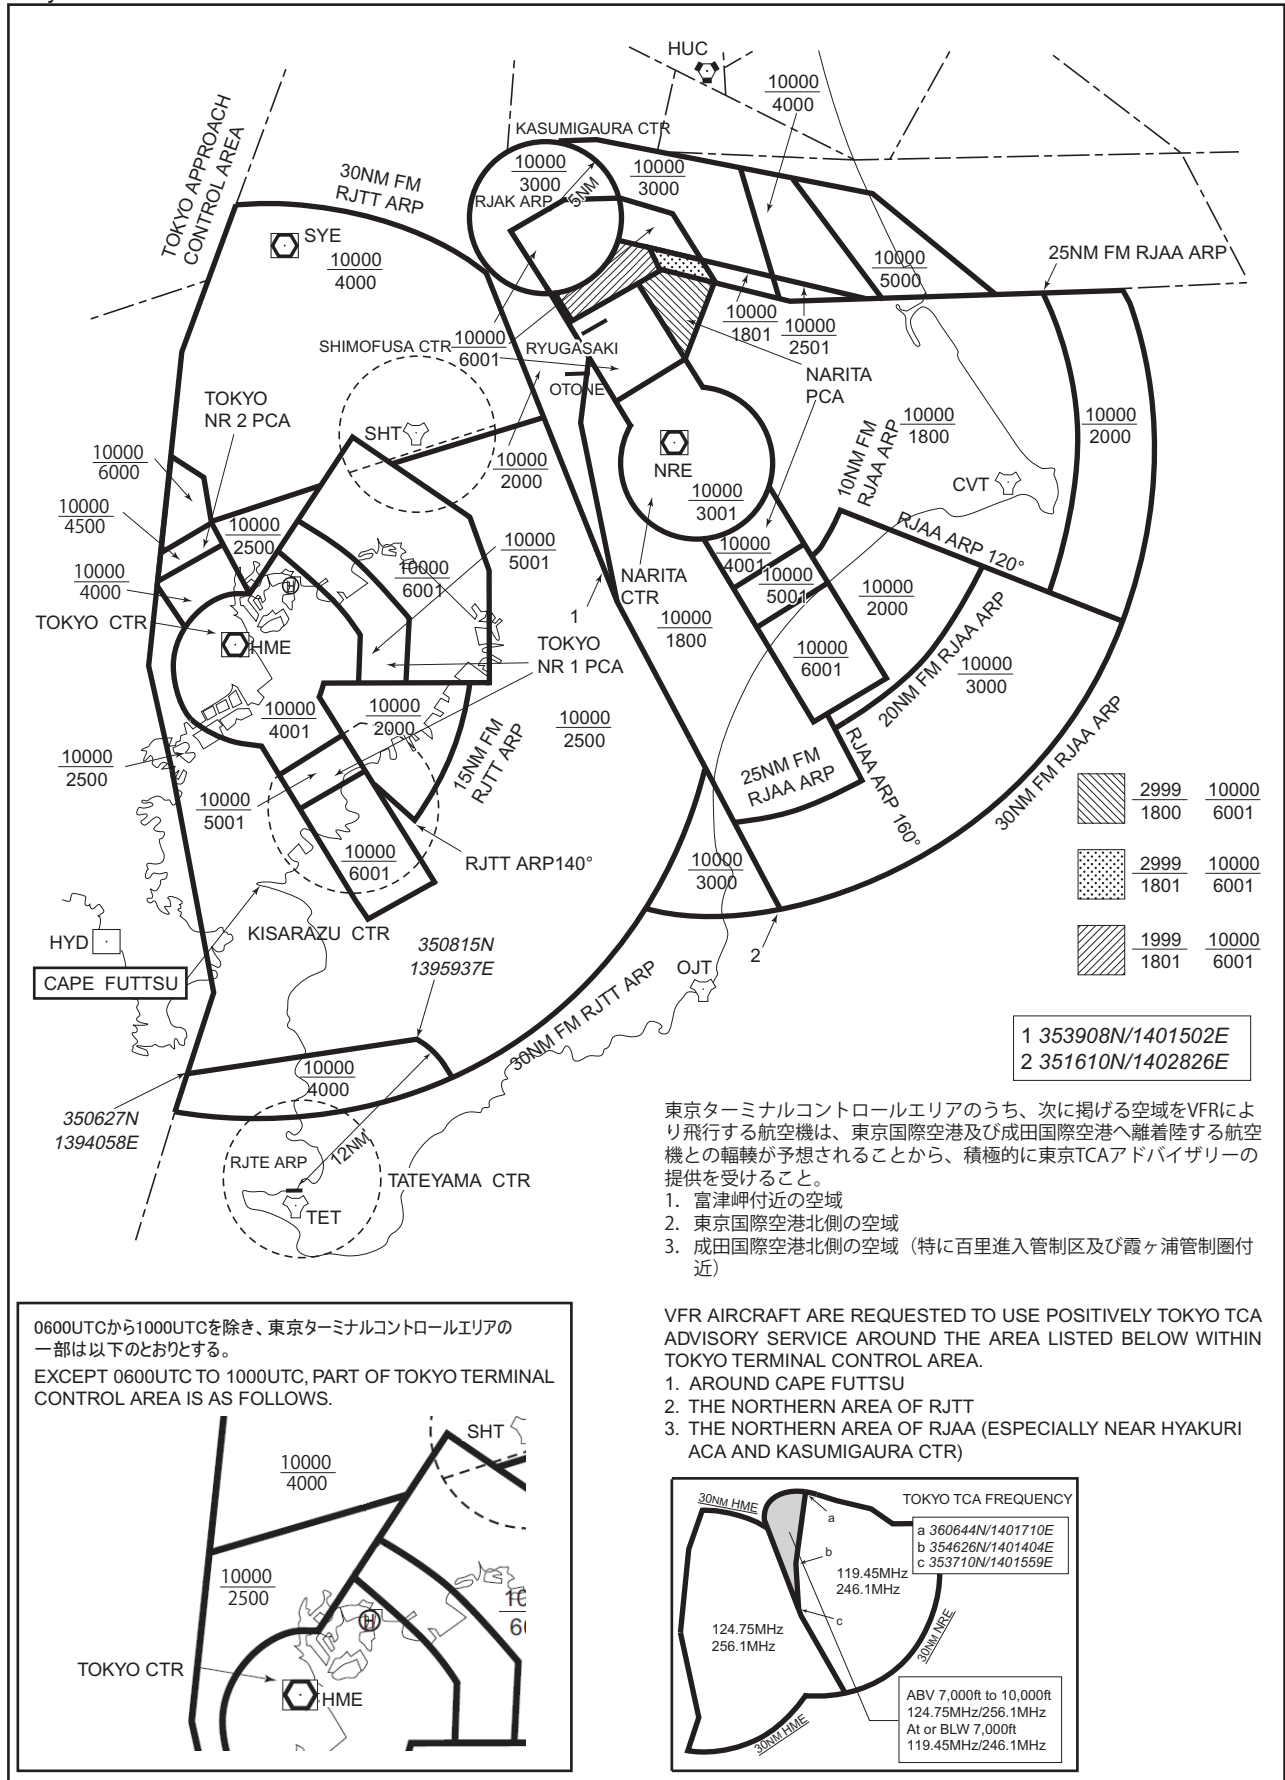 HUC
10000
4000
TOKYO APPROACH
CONTROL AREA
KASUMIGAURA CTR
30NM FM
RJTT ARP
10000
3000
10000
3000
RJAK ARP
5NM
SYE
10000
4000
10000
5000
25NM FM RJAA ARP
10000
1801
10000
2501
SHIMOFUSA CTR
10000
6001
RYUGASAKI
OTONE
NARITA
PCA
TOKYO
NR 2 PCA
SHT
10000
6000
10000
2000
NRE
10NM FM
RJAA ARP
10000
1800
10000
2000
CVT
10000
4500
10000
2500
10000
3001
RJAA ARP 120°
10000
5001
10000
4001
10000
4000
10000
6001
10000
5001
NARITA
CTR
10000
2000
1
TOKYO CTR
HME
H
TOKYO
NR 1 PCA
10000
1800
10000
6001
20NM FM RJAA ARP
10000
3000
10000
4001
10000
2000
10000
2500
15NM FM
RJTT ARP
25NM FM
RJAA ARP
RJAA ARP 160°
30NM FM RJAA ARP
10000
2500
10000
5001
10000
6001
RJTT ARP140°
10000
3000
2999
1800
10000
6001
2999
1801
10000
6001
1999
1801
10000
6001
HYD
KISARAZU CTR
CAPE FUTTSU
350815N
1395937E
OJT
2
30NM FM RJTT ARP
1 353908N/1401502E
2 351610N/1402826E
10000
4000
350627N
1394058E
12NM
RJTE ARP
TATEYAMA CTR
TET
東京ターミナルコントロールエリアのうち、次に掲げる空域をVFRによ
り飛行する航空機は、東京国際空港及び成田国際空港へ離着陸する航空
機との輻輳が予想されることから、積極的に東京TCAアドバイザリーの
提供を受けること。
1. 富津岬付近の空域
2. 東京国際空港北側の空域
3. 成田国際空港北側の空域（特に百里進入管制区及び霞ヶ浦管制圏付
近）
VFR AIRCRAFT ARE REQUESTED TO USE POSITIVELY TOKYO TCA
ADVISORY SERVICE AROUND THE AREA LISTED BELOW WITHIN
TOKYO TERMINAL CONTROL AREA.
1. AROUND CAPE FUTTSU
2. THE NORTHERN AREA OF RJTT
3. THE NORTHERN AREA OF RJAA (ESPECIALLY NEAR HYAKURI
ACA AND KASUMIGAURA CTR)
0600UTCから1000UTCを除き、東京ターミナルコントロールエリアの
一部は以下のとおりとする。
EXCEPT 0600UTC TO 1000UTC, PART OF TOKYO TERMINAL
CONTROL AREA IS AS FOLLOWS.
SHT
10000
4000
10000
2500
H
TOKYO CTR
HME
30NM HME
TOKYO TCA FREQUENCY
a
a 360644N/1401710E
b 354626N/1401404E
c 353710N/1401559E
b
119.45MHz
246.1MHz
c
124.75MHz
256.1MHz
30NM NRE
30NM HME
ABV 7,000ft to 10,000ft
124.75MHz/256.1MHz
At or BLW 7,000ft
119.45MHz/246.1MHz